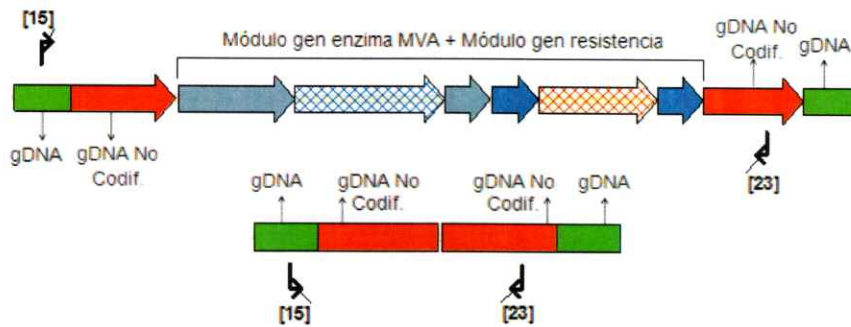 [15]
Módulo gen enzima MVA + Módulo gen resistencia
gDNA No
Codif.
gDNA
gDNA
gDNA No
Codif.
[23]
gDNA
gDNA No
Codif.
gDNA No
Codif.
gDNA
[15]
[23]